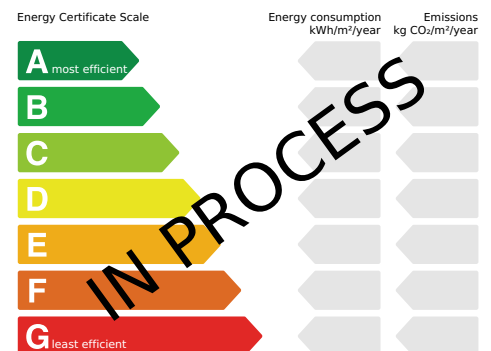 Energy Certificate Scale
Energy consumption
kWh/m²/year
Emissions
kg CO₂/m²/year
A most efficient
B
C
D
E
F
G least efficient
IN PROCESS